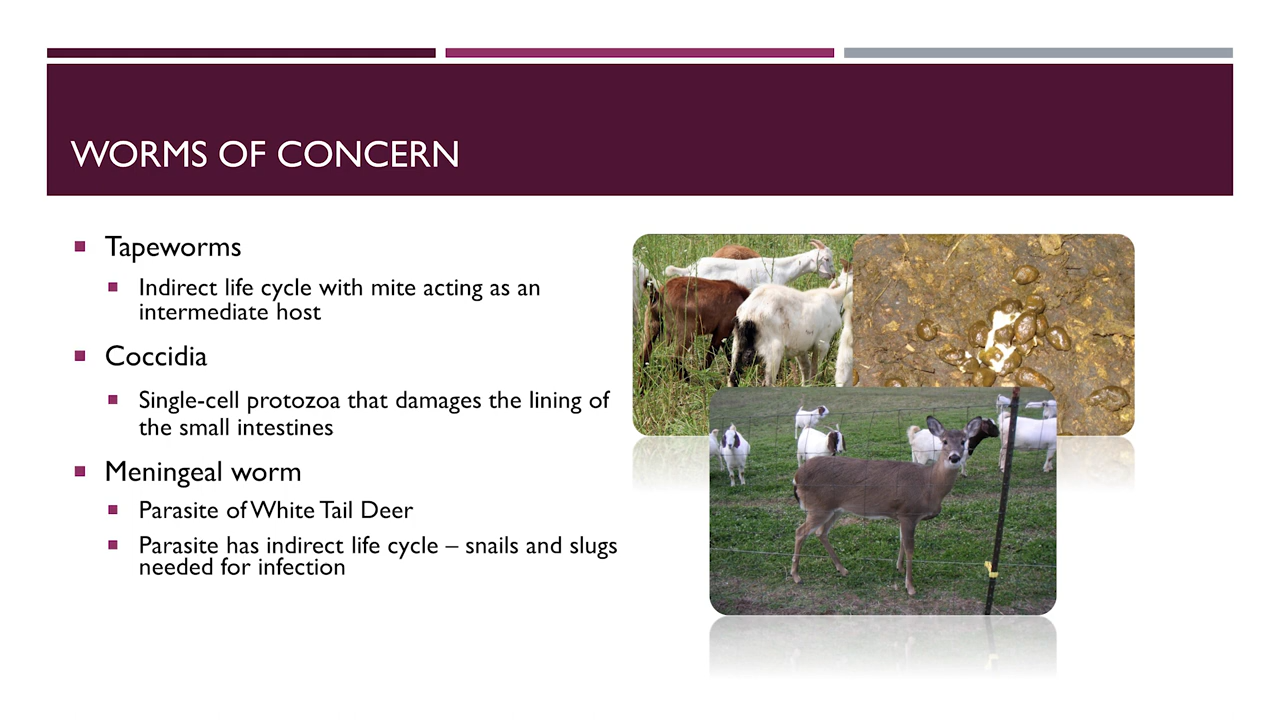 WORMS OF CONCERN
Tapeworms
Indirect life cycle with mite acting as an
intermediate host
Coccidia
Single-cell protozoa that damages the lining of
the small intestines
Meningeal worm
Parasite of White Tail Deer
Parasite has indirect life cycle – snails and slugs
needed for infection